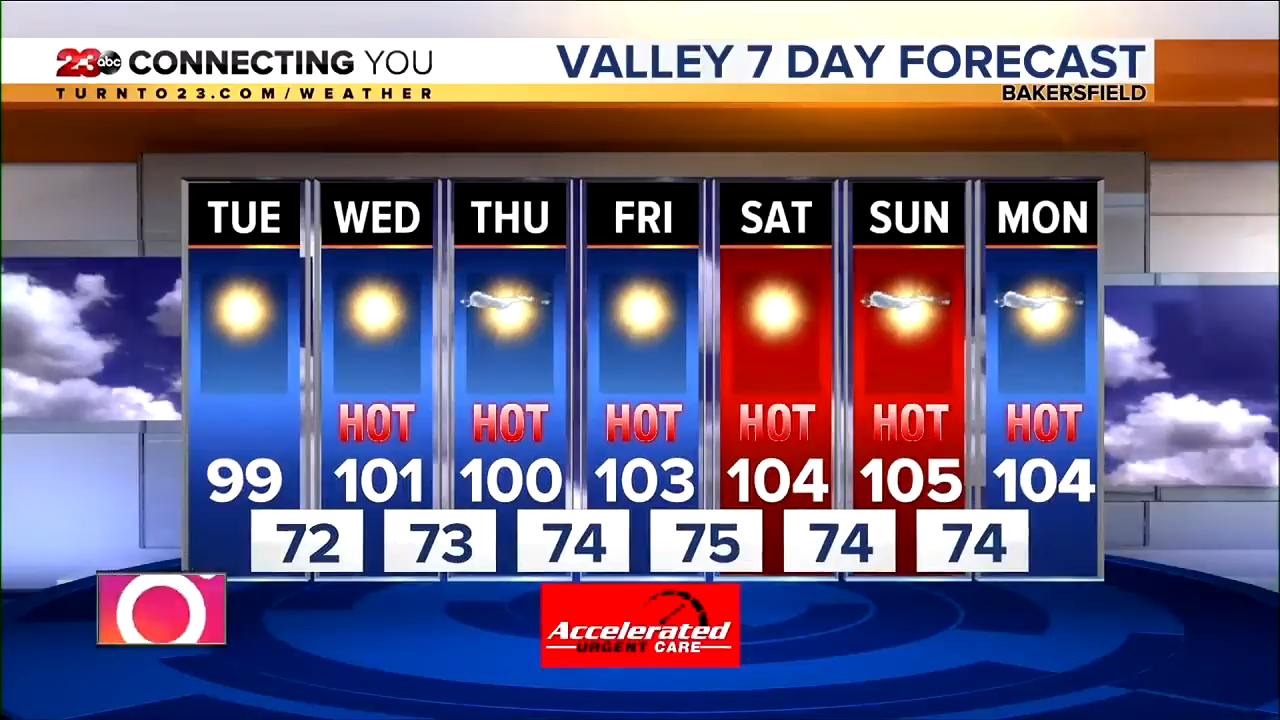 23 abc CONNECTING YOU
TURNTO23.COM/WEATHER
VALLEY 7 DAY FORECAST
BAKERSFIELD
TUE WED THU FRI SAT SUN MON
HOT HOT HOT HOT HOT HOT
99 101 100 103 104 105 104
72 73 74 75 74 74
Accelerated
URGENT CARE